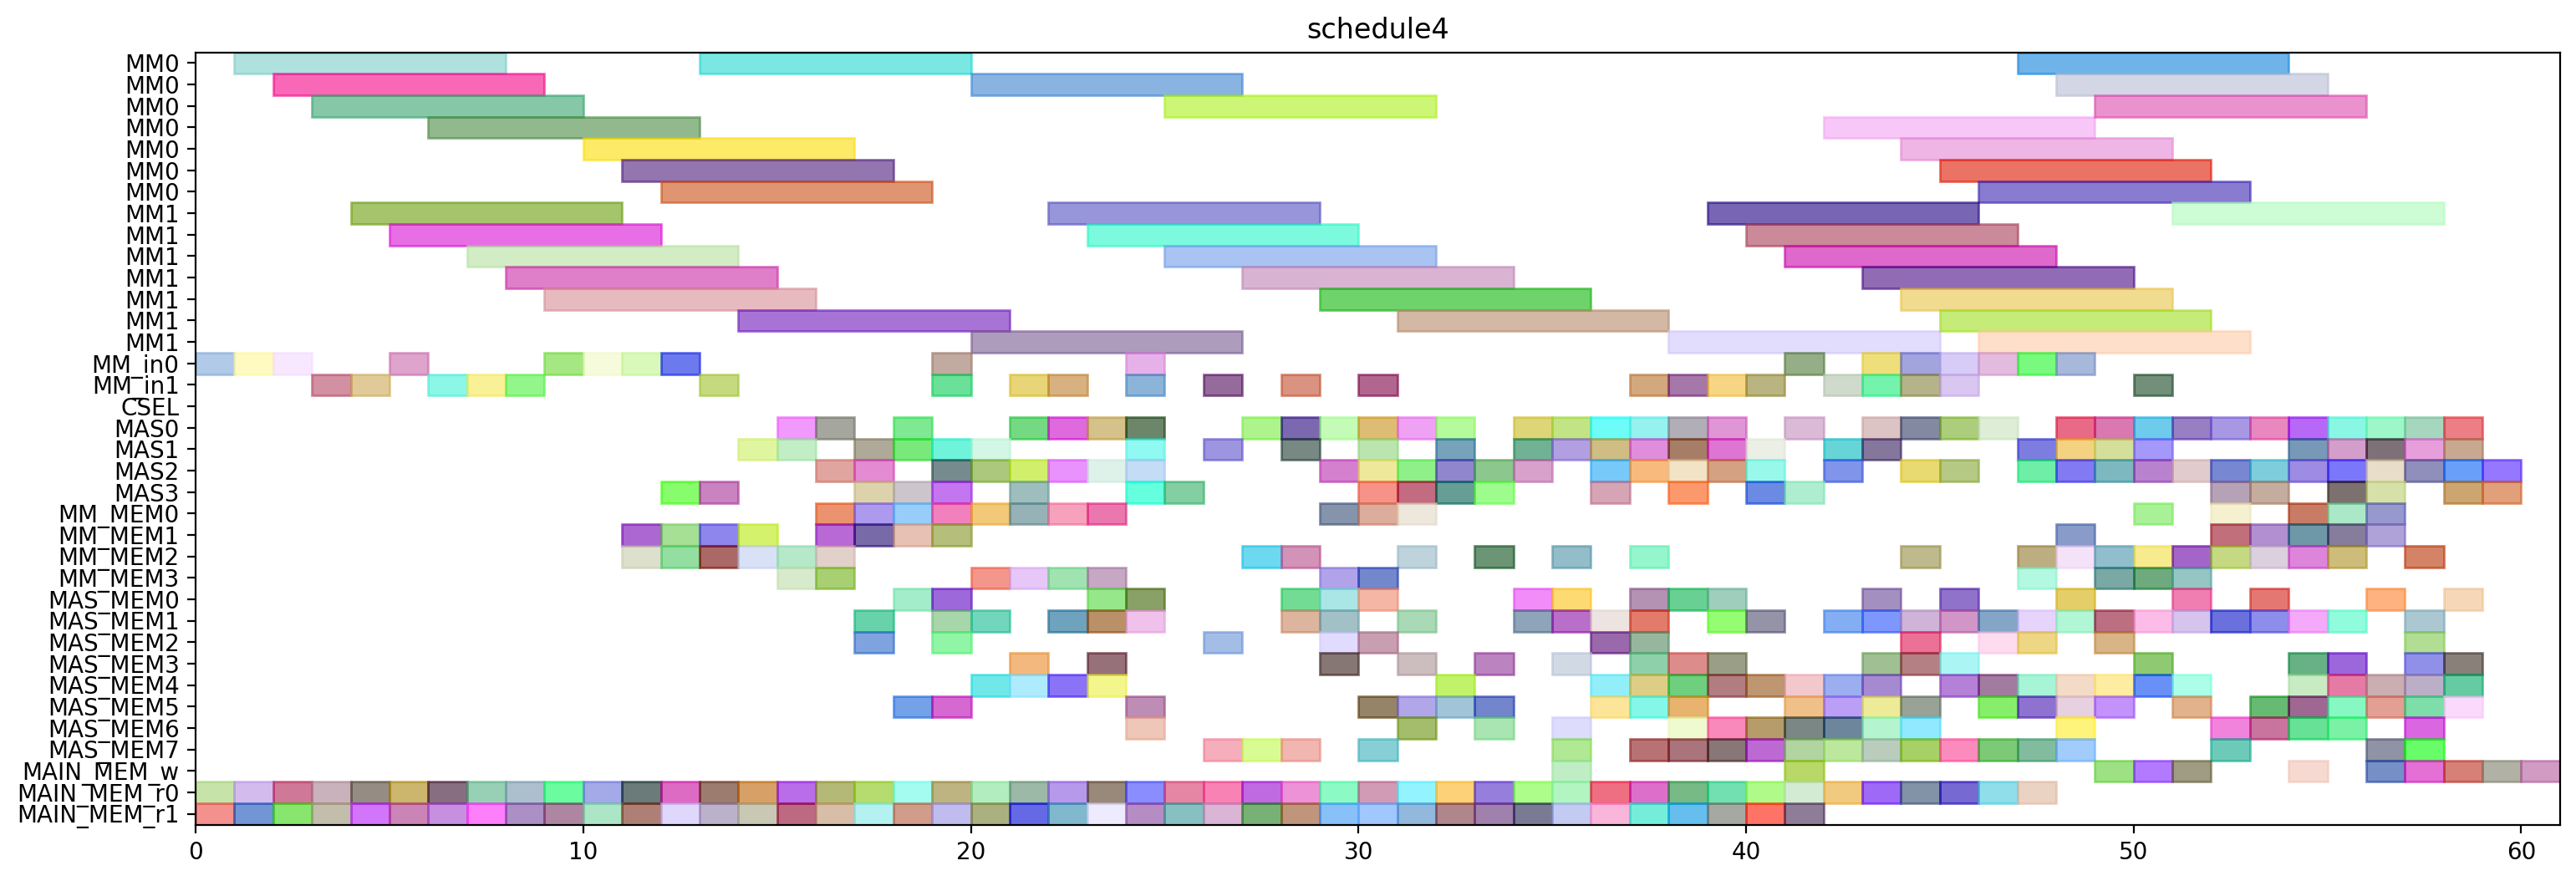 schedule4
MM0
MM0
MM0
MM0
MM0
MM0
MM0
MM1
MM1
MM1
MM1
MM1
MM1
MM1
MM_in0
MM_in1
CSEL
MAS0
MAS1
MAS2
MAS3
MM_MEM0
MM_MEM1
MM_MEM2
MM_MEM3
MAS_MEM0
MAS_MEM1
MAS_MEM2
MAS_MEM3
MAS_MEM4
MAS_MEM5
MAS_MEM6
MAS_MEM7
MAIN_MEM_w
MAIN_MEM_r0
MAIN_MEM_r1
0 10 20 30 40 50 60